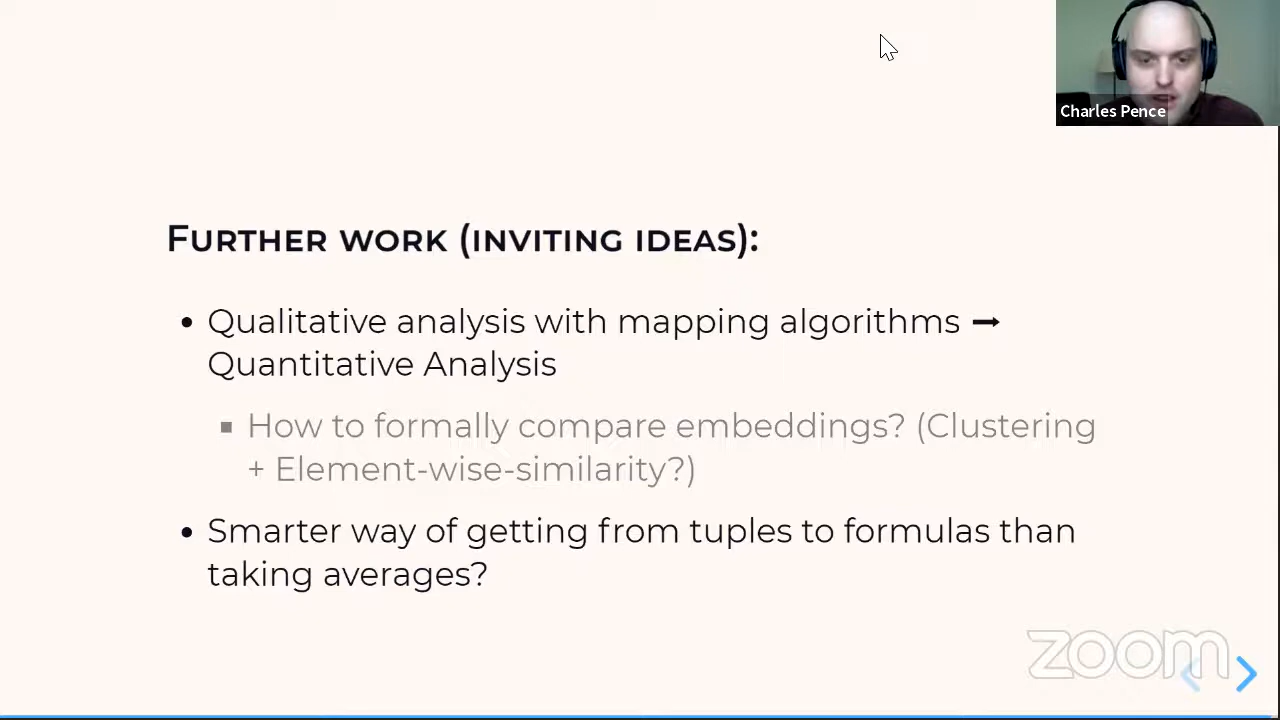 Charles Pence
Further work (inviting ideas):
• Qualitative analysis with mapping algorithms →
Quantitative Analysis
▪ How to formally compare embeddings? (Clustering
+ Element-wise-similarity?)
• Smarter way of getting from tuples to formulas than
taking averages?
zoom